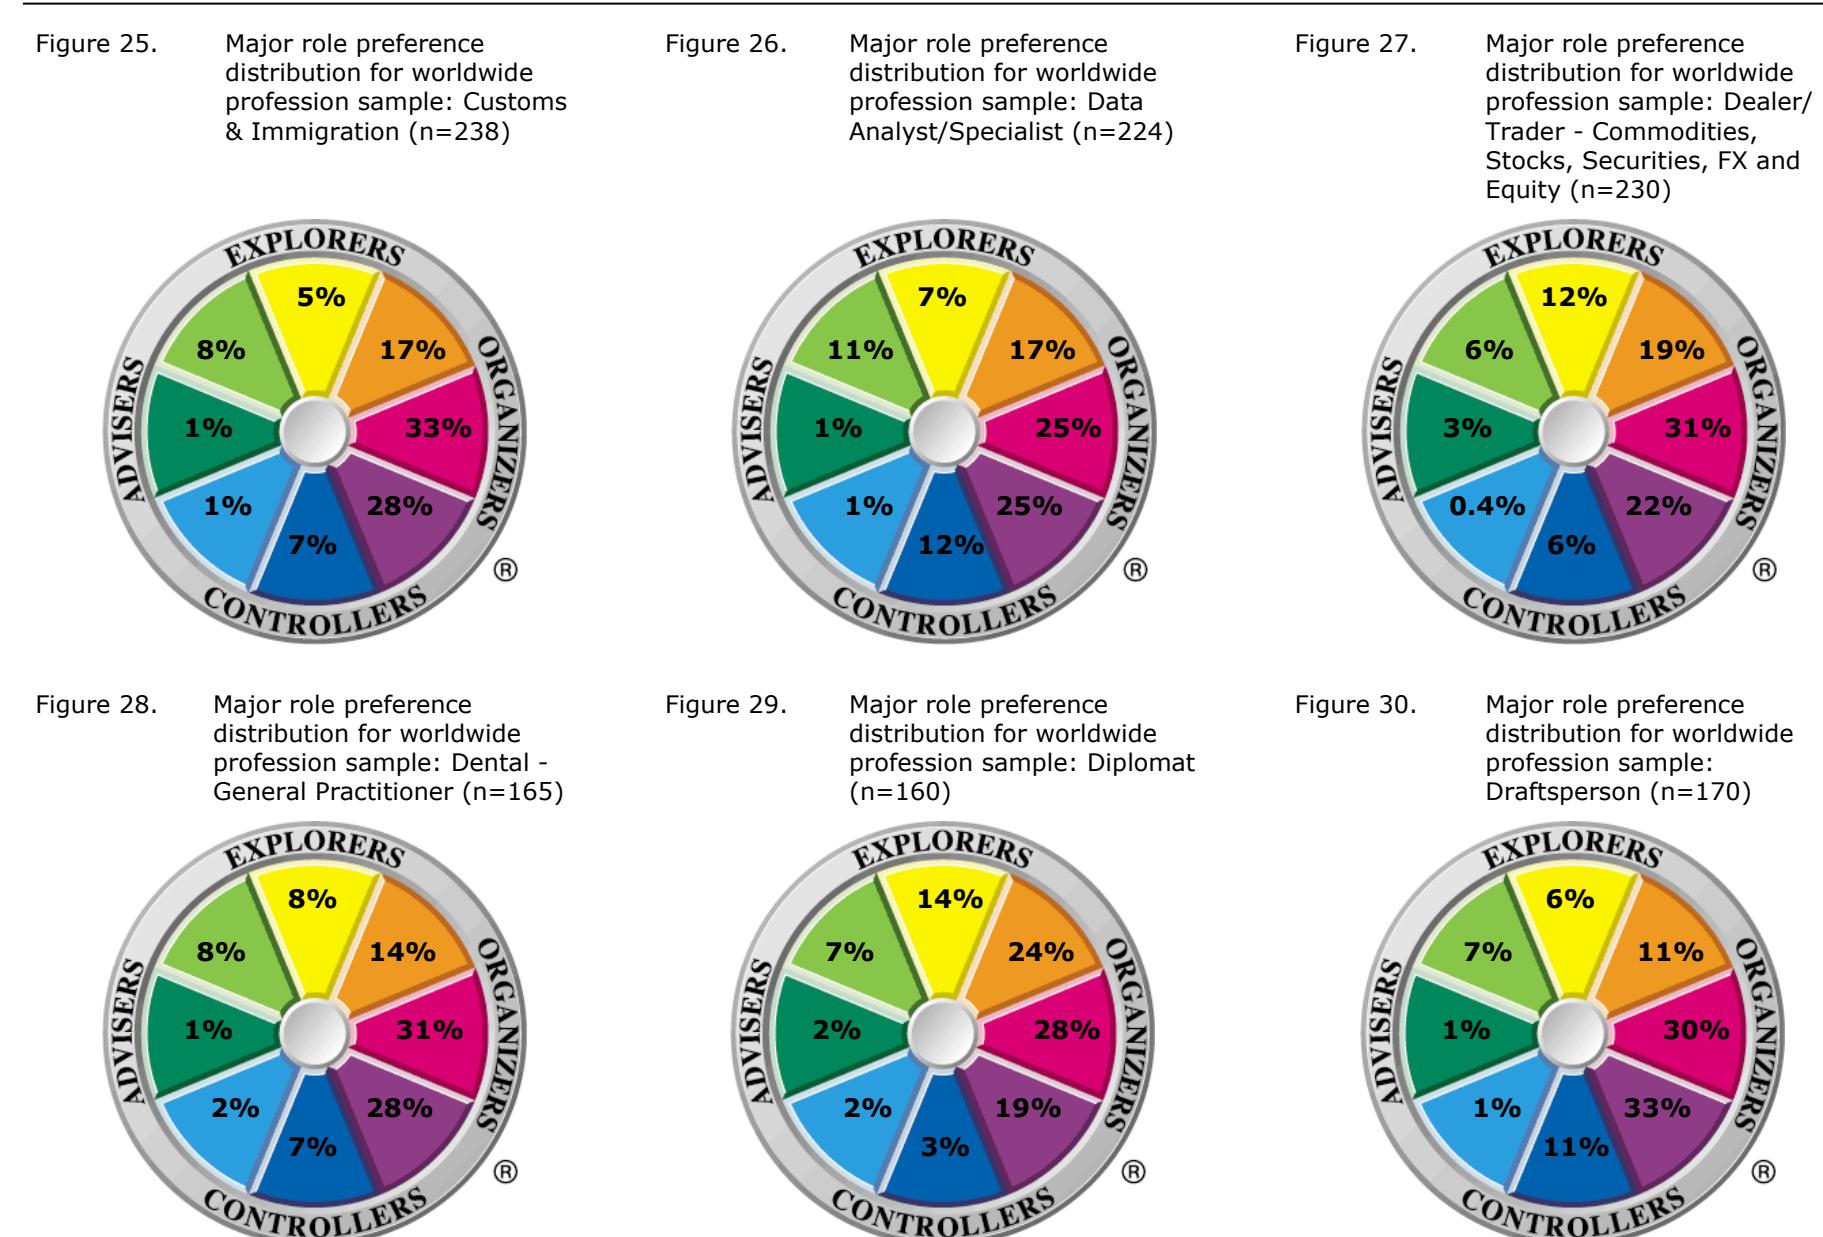 Figure 25.
Major role preference
distribution for worldwide
profession sample: Customs
& Immigration (n=238)
EXPLORERS
ORGANIZERS
CONTROLLERS
ADVISERS
5%
17%
33%
28%
7%
1%
1%
8%
®
Figure 26.
Major role preference
distribution for worldwide
profession sample: Data
Analyst/Specialist (n=224)
EXPLORERS
ORGANIZERS
CONTROLLERS
ADVISERS
7%
17%
25%
25%
12%
1%
1%
11%
®
Figure 27.
Major role preference
distribution for worldwide
profession sample: Dealer/
Trader - Commodities,
Stocks, Securities, FX and
Equity (n=230)
EXPLORERS
ORGANIZERS
CONTROLLERS
ADVISERS
12%
19%
31%
22%
6%
0.4%
3%
6%
®
Figure 28.
Major role preference
distribution for worldwide
profession sample: Dental -
General Practitioner (n=165)
EXPLORERS
ORGANIZERS
CONTROLLERS
ADVISERS
8%
14%
31%
28%
7%
2%
1%
8%
®
Figure 29.
Major role preference
distribution for worldwide
profession sample: Diplomat
(n=160)
EXPLORERS
ORGANIZERS
CONTROLLERS
ADVISERS
14%
24%
28%
19%
3%
2%
2%
7%
®
Figure 30.
Major role preference
distribution for worldwide
profession sample:
Draftsperson (n=170)
EXPLORERS
ORGANIZERS
CONTROLLERS
ADVISERS
6%
11%
30%
33%
11%
1%
1%
7%
®